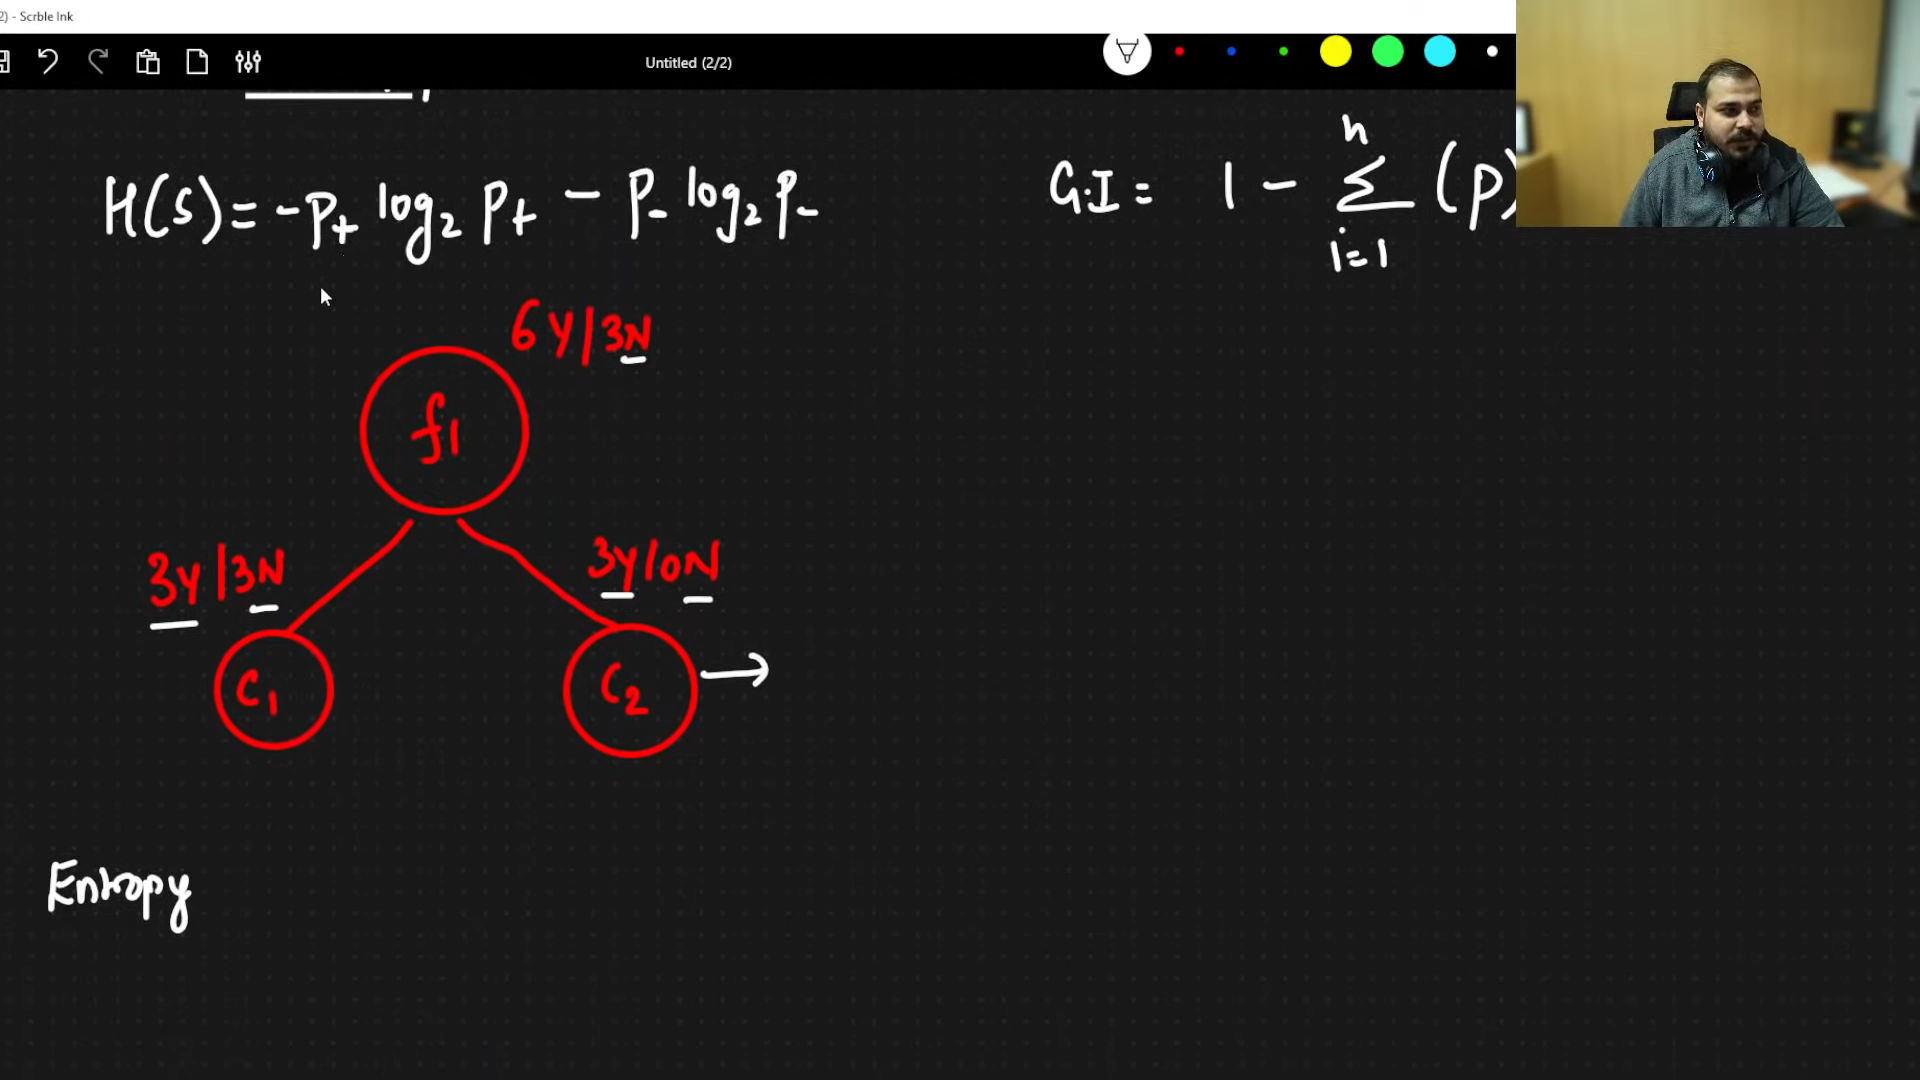 2) - Scrble Ink
Untitled (2/2)
H(S) = -P+ log2 P+ - P- log2 P-
G.I = 1 - Σ (p)
n
i=1
6Y/3N
f1
3Y/3N
3Y/0N
C1
C2 →
Entropy